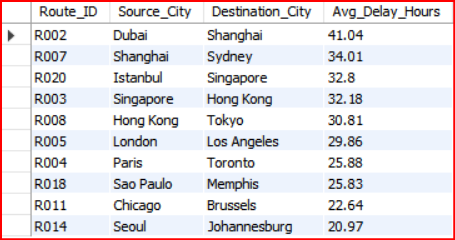 Route_ID Source_City Destination_City Avg_Delay_Hours
R002 Dubai Shanghai 41.04
R007 Shanghai Sydney 34.01
R020 Istanbul Singapore 32.8
R003 Singapore Hong Kong 32.18
R008 Hong Kong Tokyo 30.81
R005 London Los Angeles 29.86
R004 Paris Toronto 25.88
R018 Sao Paulo Memphis 25.83
R011 Chicago Brussels 22.64
R014 Seoul Johannesburg 20.97